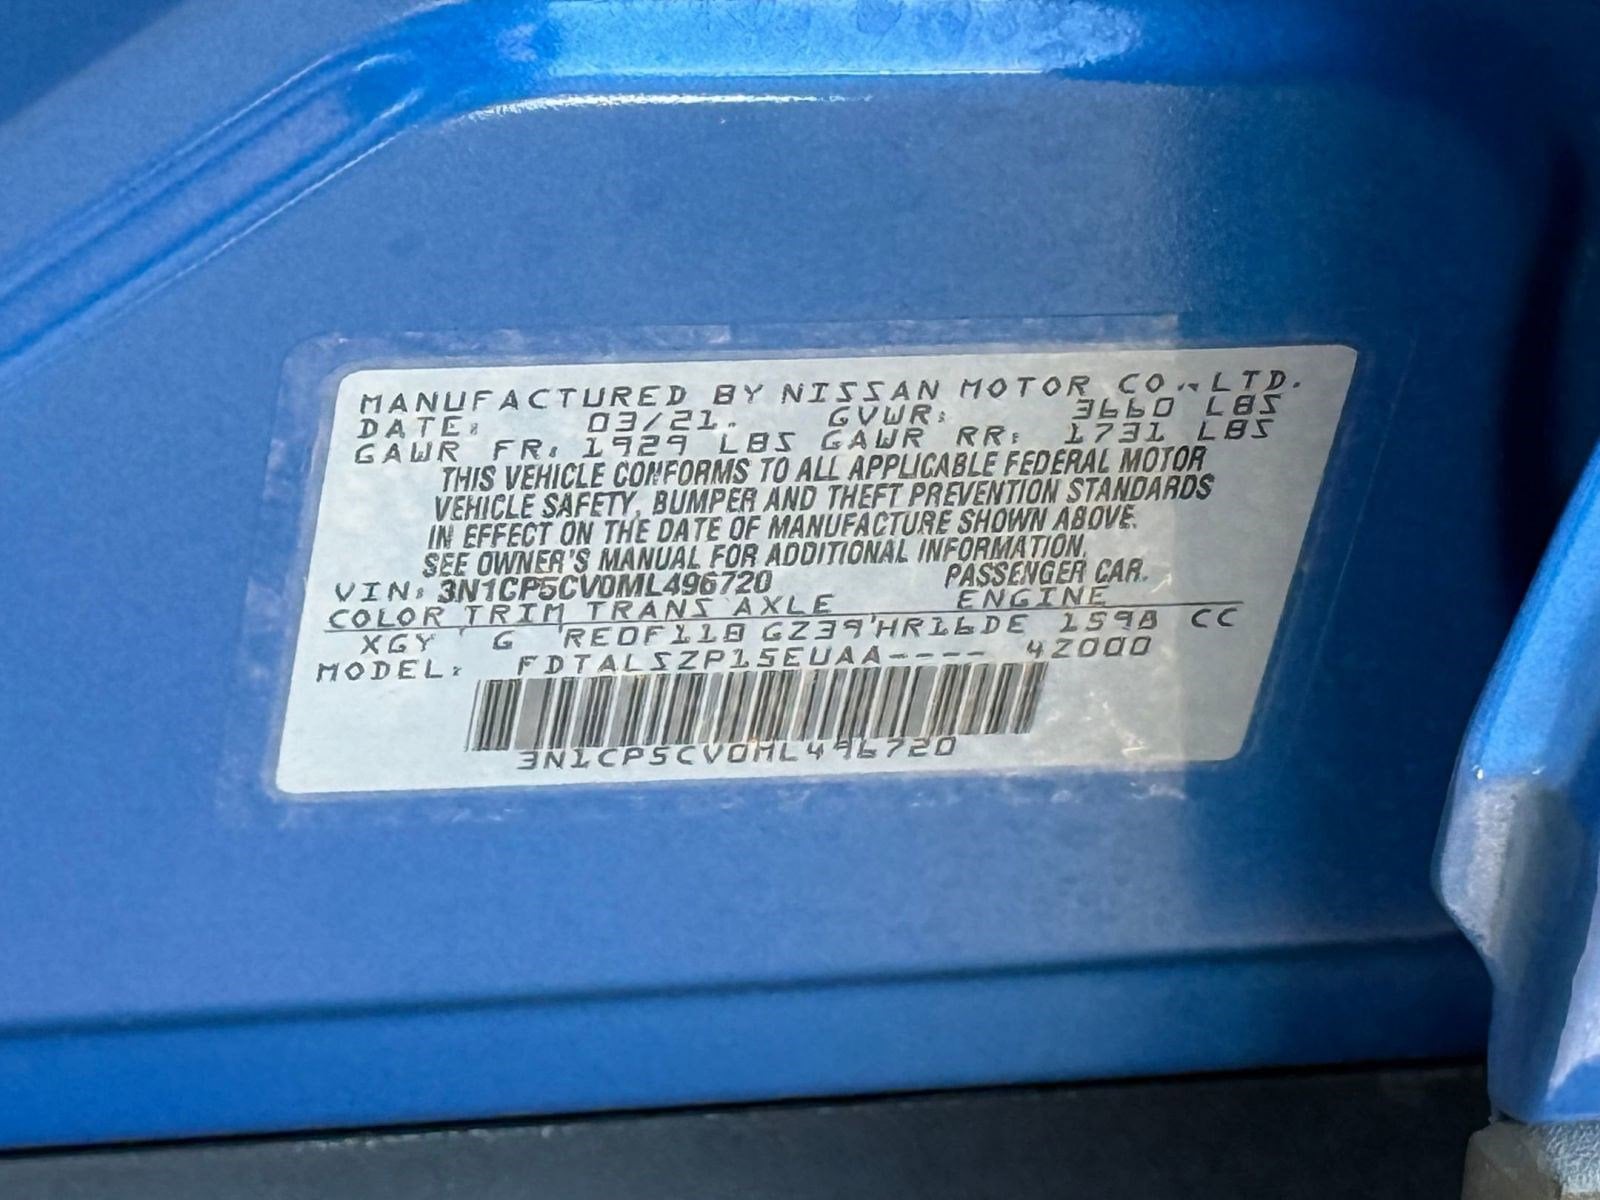 MANUFACTURED BY NISSAN MOTOR CO., LTD.
DATE: 03/21. GVWR: 3660 LBS
GAWR FR: 1929 LBS GAWR RR: 1731 LBS
THIS VEHICLE CONFORMS TO ALL APPLICABLE FEDERAL MOTOR
VEHICLE SAFETY, BUMPER AND THEFT PREVENTION STANDARDS
IN EFFECT ON THE DATE OF MANUFACTURE SHOWN ABOVE.
SEE OWNER'S MANUAL FOR ADDITIONAL INFORMATION.
VIN: 3N1CP5CV0ML496720 PASSENGER CAR.
COLOR TRIM TRANS AXLE ENGINE
XGY G RE0F11B GZ39 HR16DE 1598 CC
MODEL: FDTALSZP15EUAA---- 4Z000
3N1CP5CV0ML496720